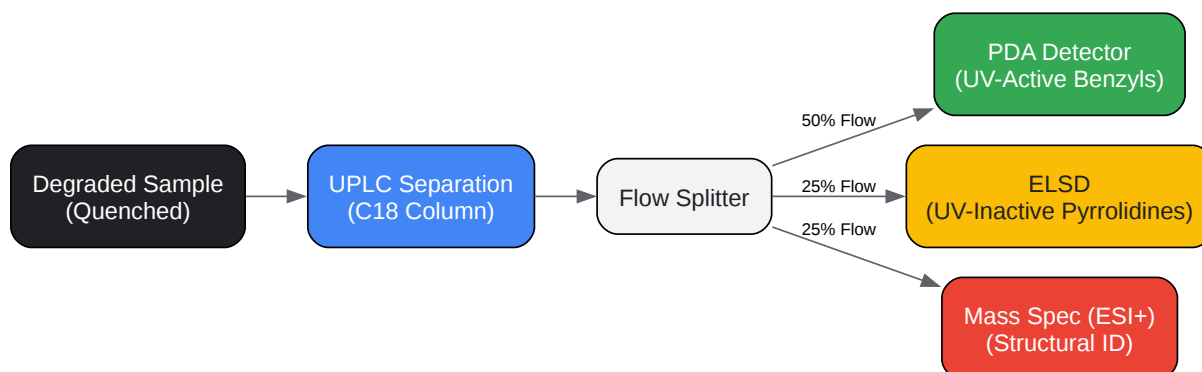 Degraded Sample
(Quenched)
UPLC Separation
(C18 Column)
Flow Splitter
50% Flow
25% Flow
25% Flow
PDA Detector
(UV-Active Benzyls)
ELSD
(UV-Inactive Pyrrolidines)
Mass Spec (ESI+)
(Structural ID)